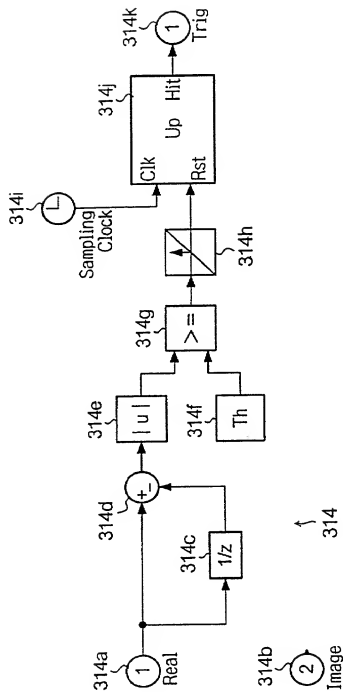 314a
1
Real
314b
2
Image
314
314c
1/z
314d
+
−
314e
|u|
314f
Th
314g
>=
314h
314i
Sampling
Clock
314j
Clk
Up
Hit
Rst
314k
1
Trig